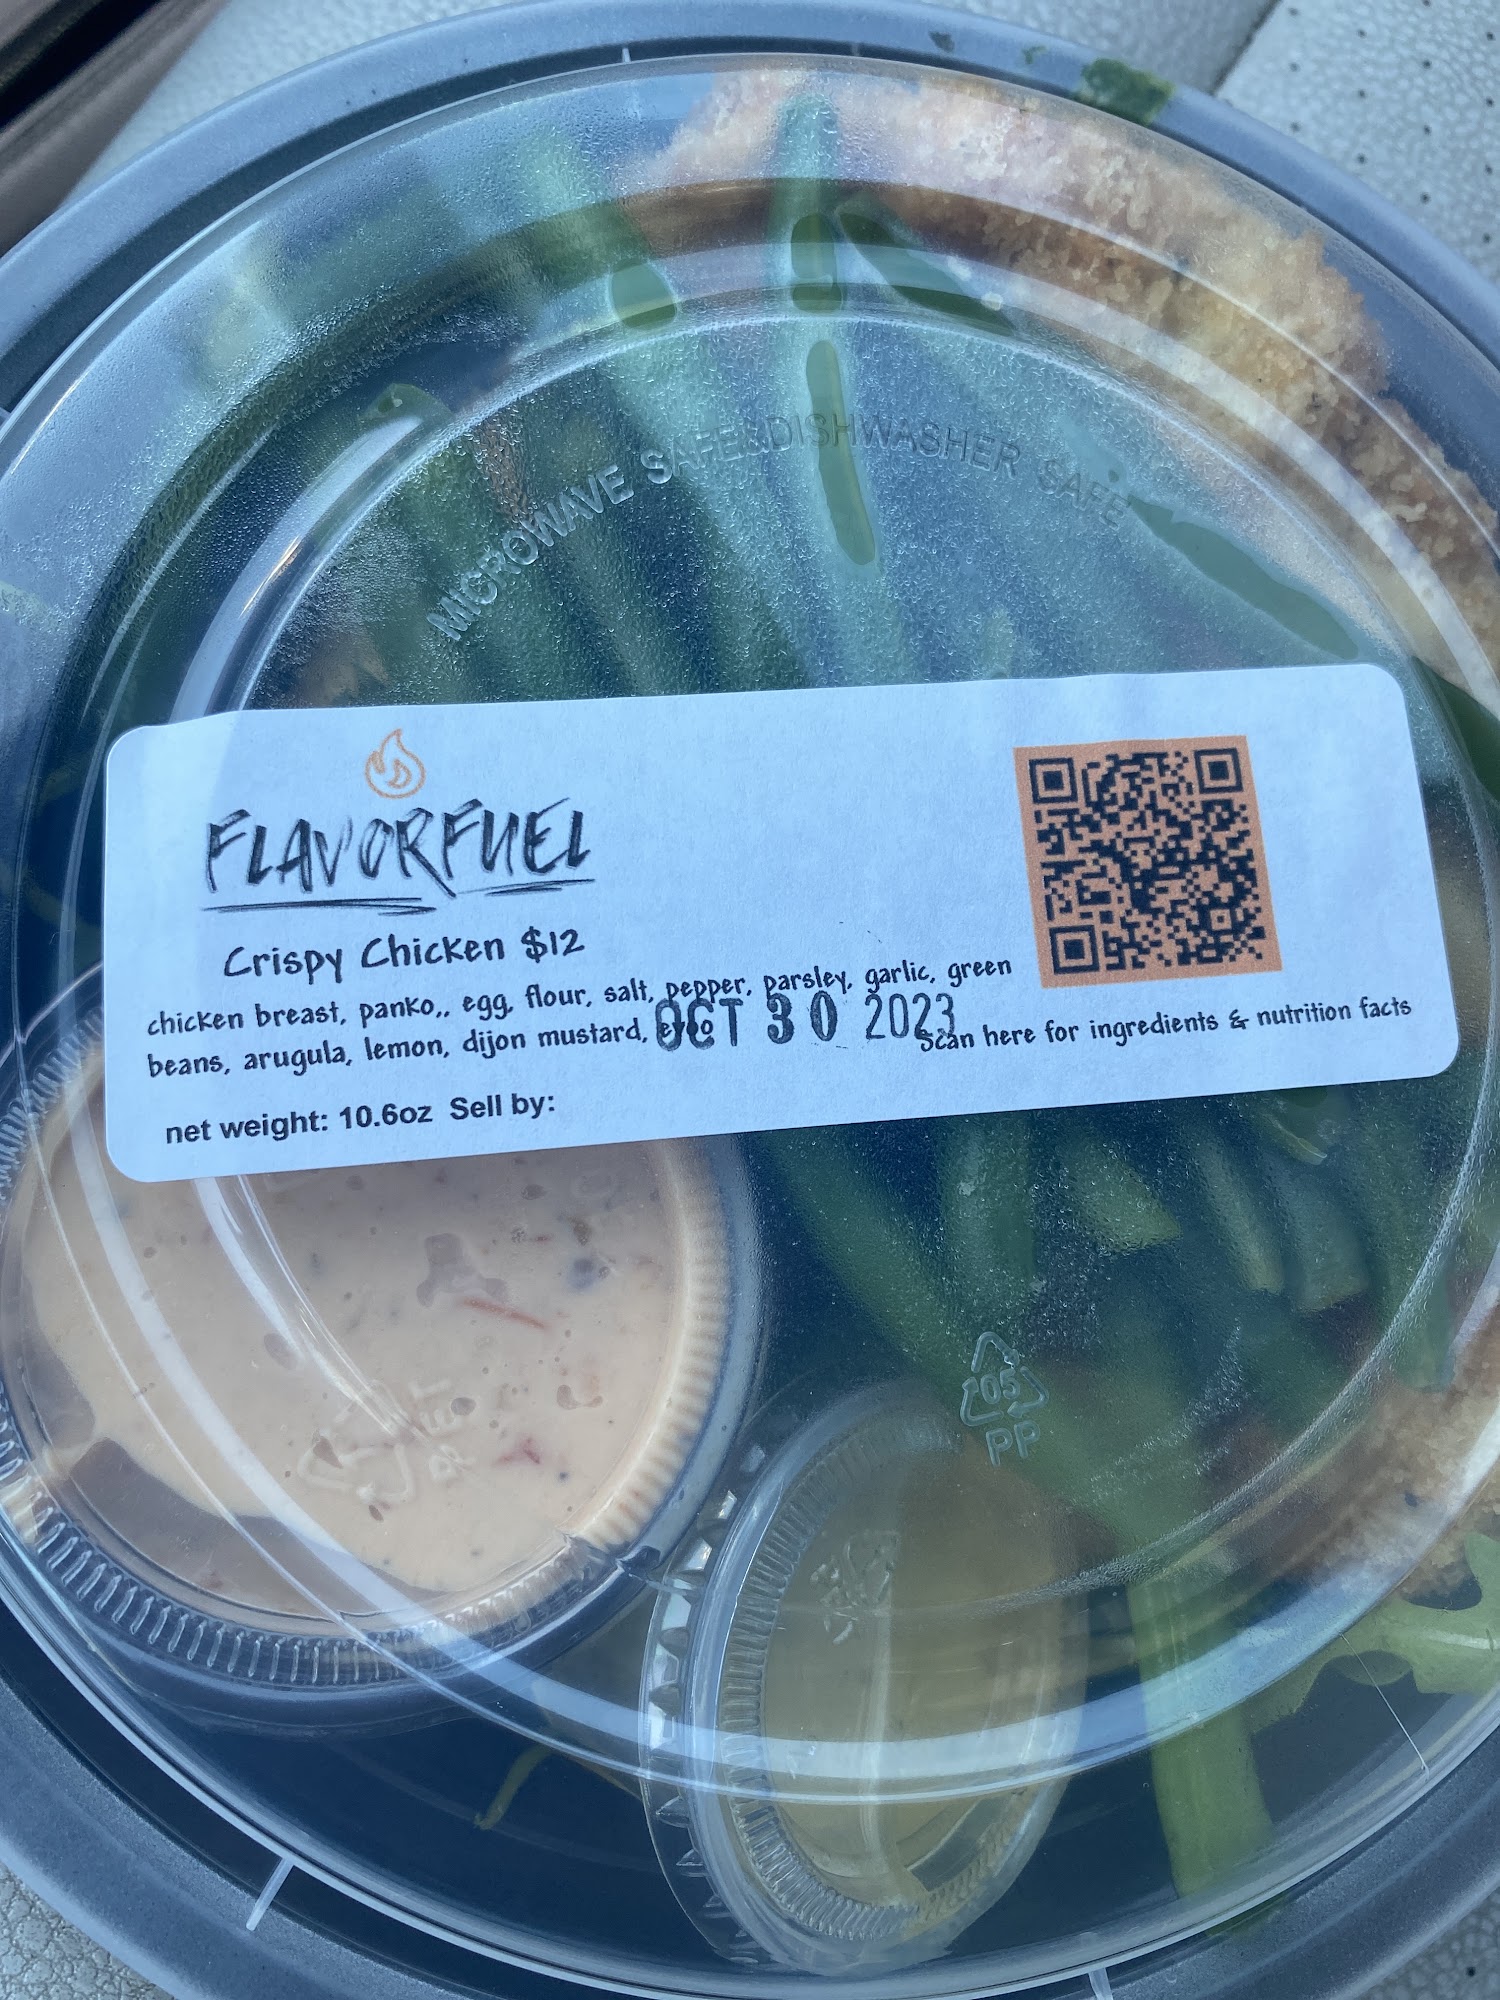 MICROWAVE SAFE&DISHWASHER SAFE
FLAVORFUEL
Crispy Chicken $12
chicken breast, panko,, egg, flour, salt, pepper, parsley, garlic, green
beans, arugula, lemon, dijon mustard,
OCT 30 2023
Scan here for ingredients & nutrition facts
net weight: 10.6oz Sell by:
05
PP